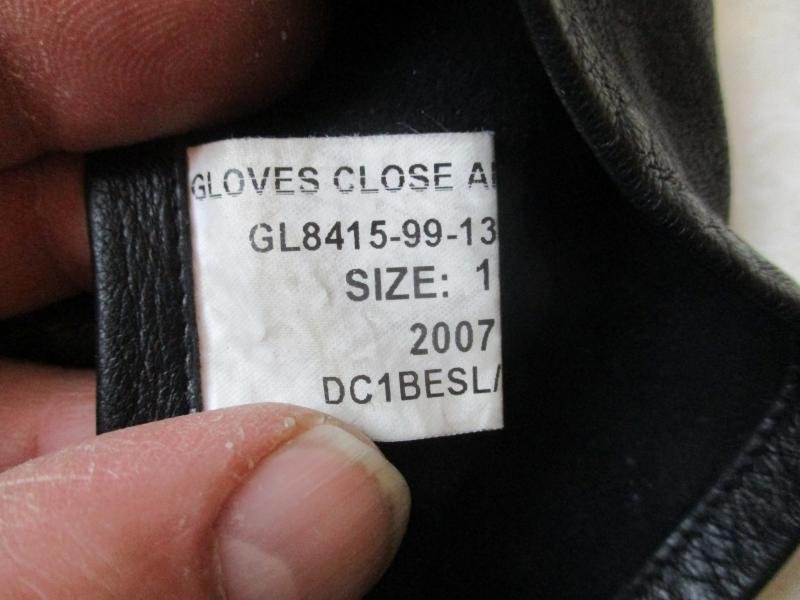 GLOVES CLOSE A
GL8415-99-13
SIZE: 1
2007
DC1BESL/